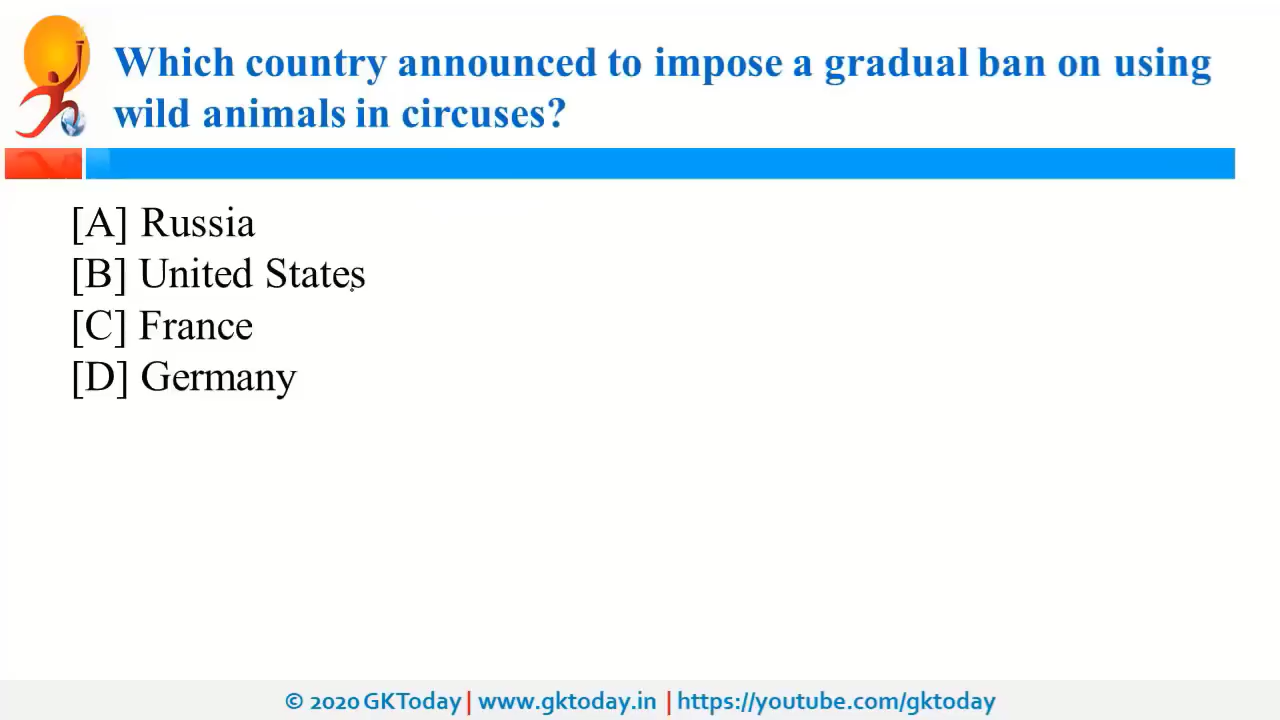 Which country announced to impose a gradual ban on using
wild animals in circuses?
[A] Russia
[B] United States
[C] France
[D] Germany
© 2020 GKToday | www.gktoday.in | https://youtube.com/gktoday